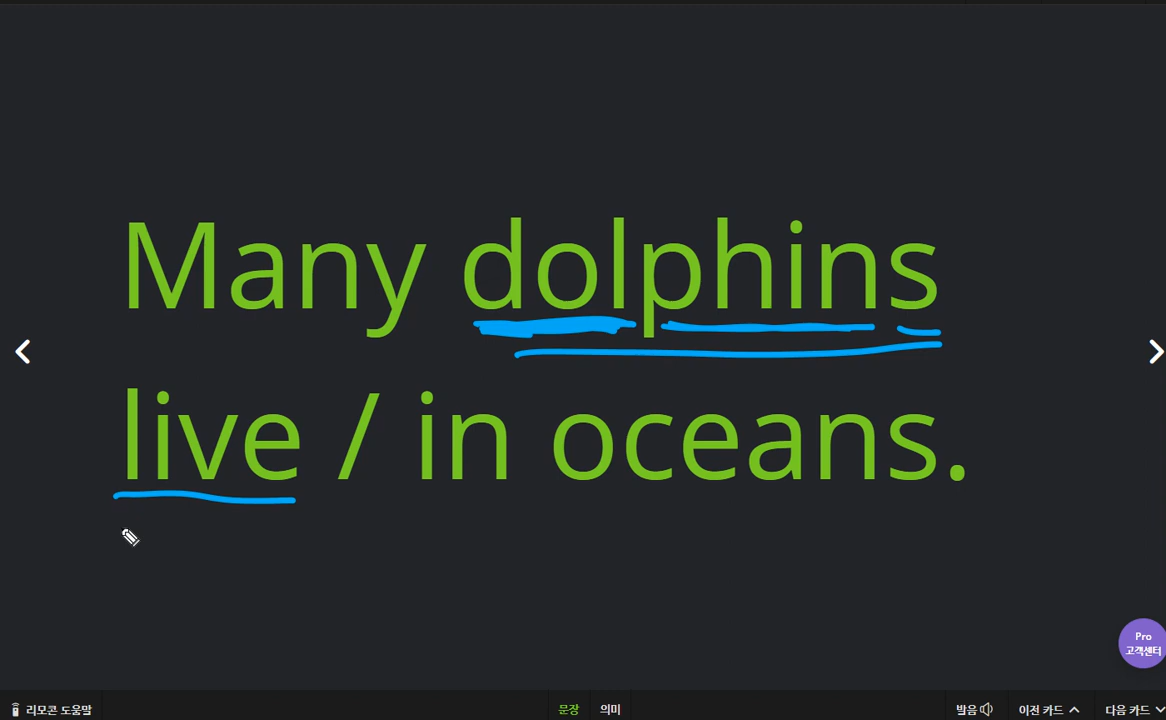 Many dolphins
live / in oceans.
Pro
고객센터
리모콘 도움말
문장
의미
발음
이전 카드
다음 카드